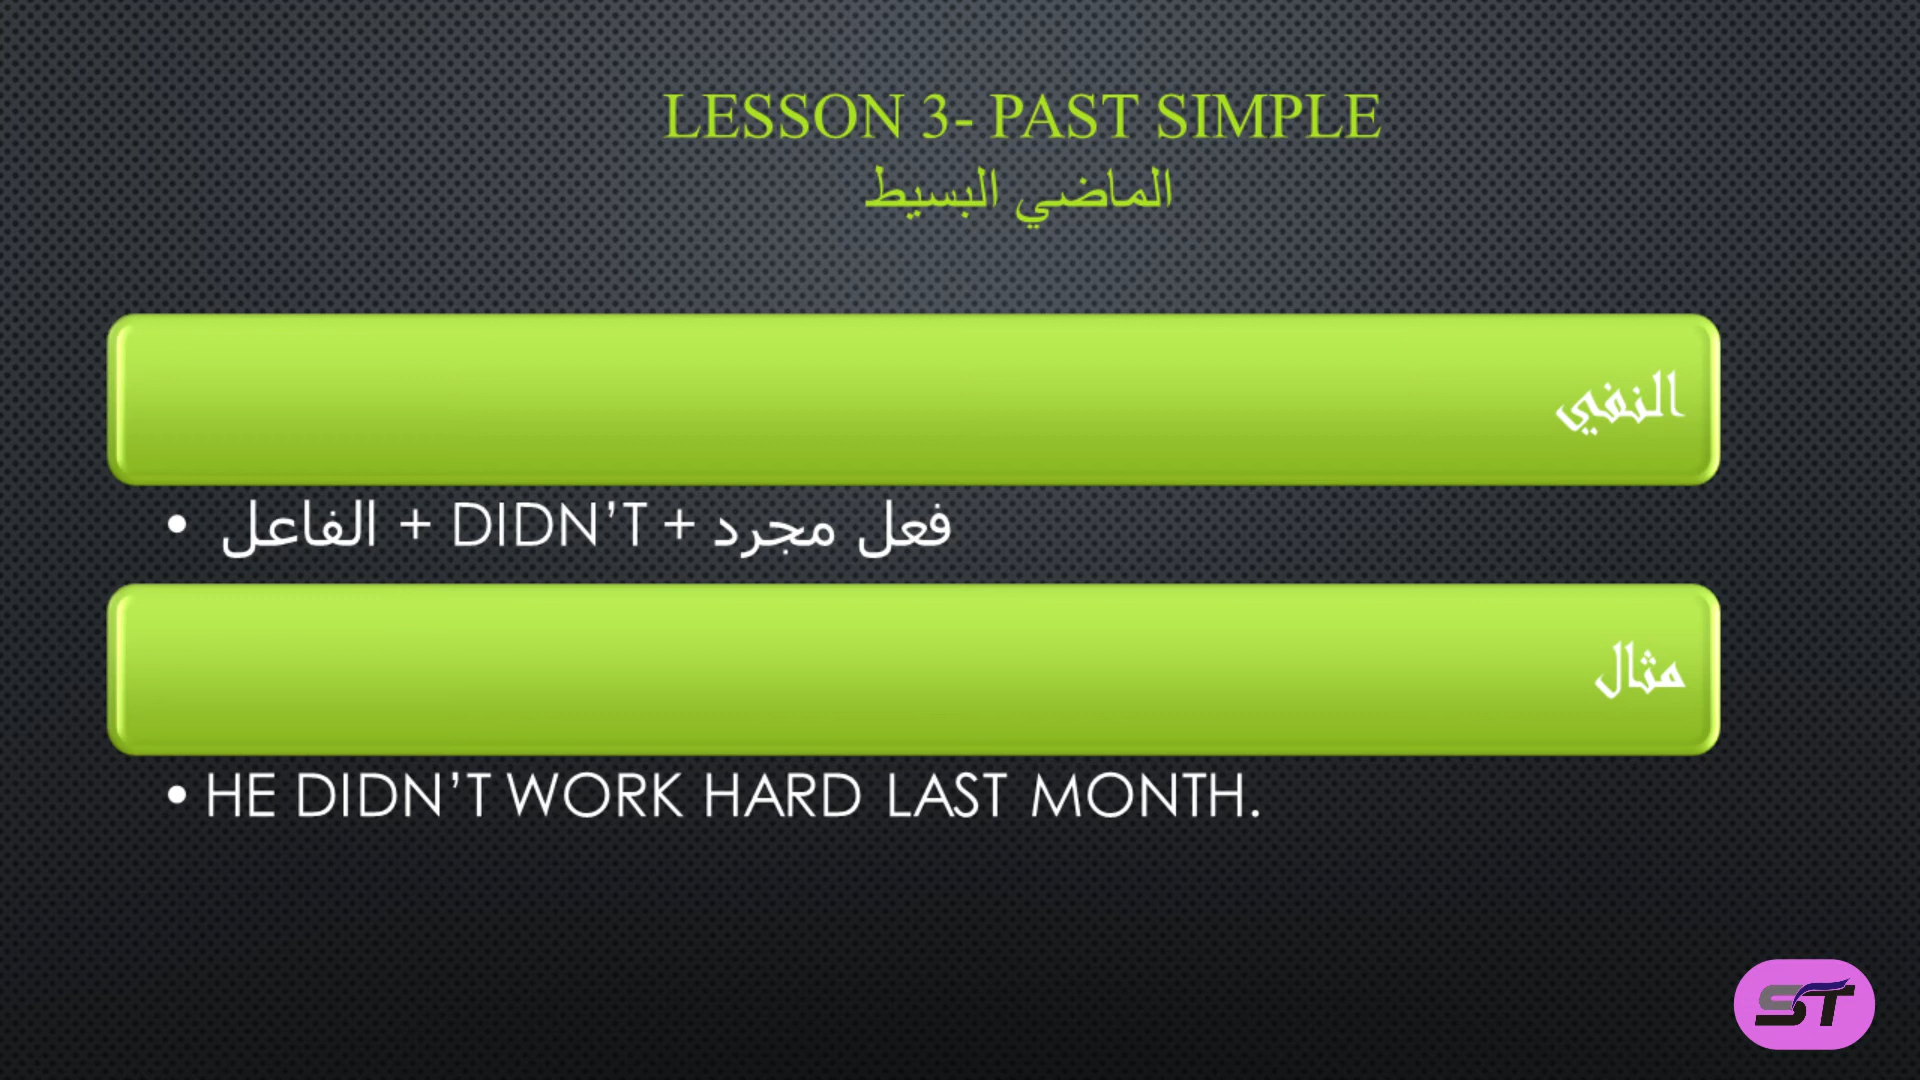 LESSON 3- PAST SIMPLE
الماضي البسيط
النفي
• الفاعل + DIDN’T + فعل مجرد
مثال
• HE DIDN’T WORK HARD LAST MONTH.
ST